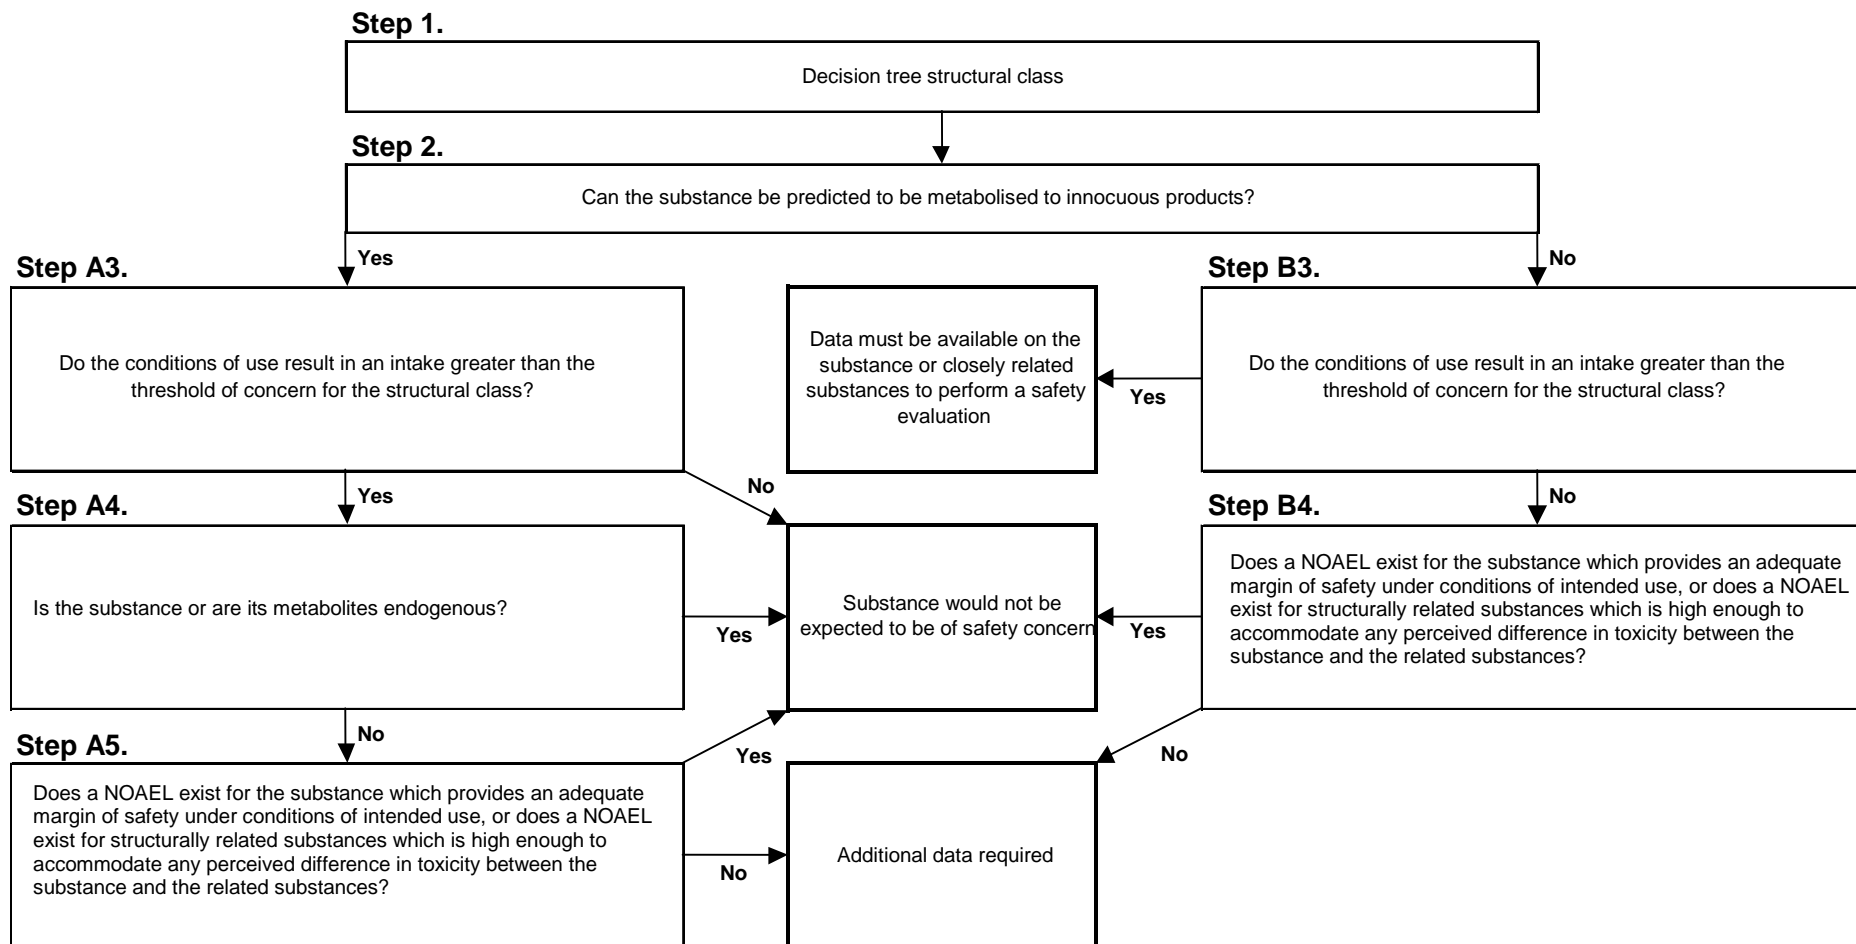 Step 1.
Decision tree structural class
Step 2.
Can the substance be predicted to be metabolised to innocuous products?
Yes
No
Step A3.
Do the conditions of use result in an intake greater than the
threshold of concern for the structural class?
Data must be available on the
substance or closely related
substances to perform a safety
evaluation
Yes
Step B3.
Do the conditions of use result in an intake greater than the
threshold of concern for the structural class?
Yes
No
No
Step A4.
Is the substance or are its metabolites endogenous?
Yes
Substance would not be
expected to be of safety concern
Yes
Step B4.
Does a NOAEL exist for the substance which provides an adequate
margin of safety under conditions of intended use, or does a NOAEL
exist for structurally related substances which is high enough to
accommodate any perceived difference in toxicity between the
substance and the related substances?
No
Yes
No
Step A5.
Does a NOAEL exist for the substance which provides an adequate
margin of safety under conditions of intended use, or does a NOAEL
exist for structurally related substances which is high enough to
accommodate any perceived difference in toxicity between the
substance and the related substances?
No
Additional data required